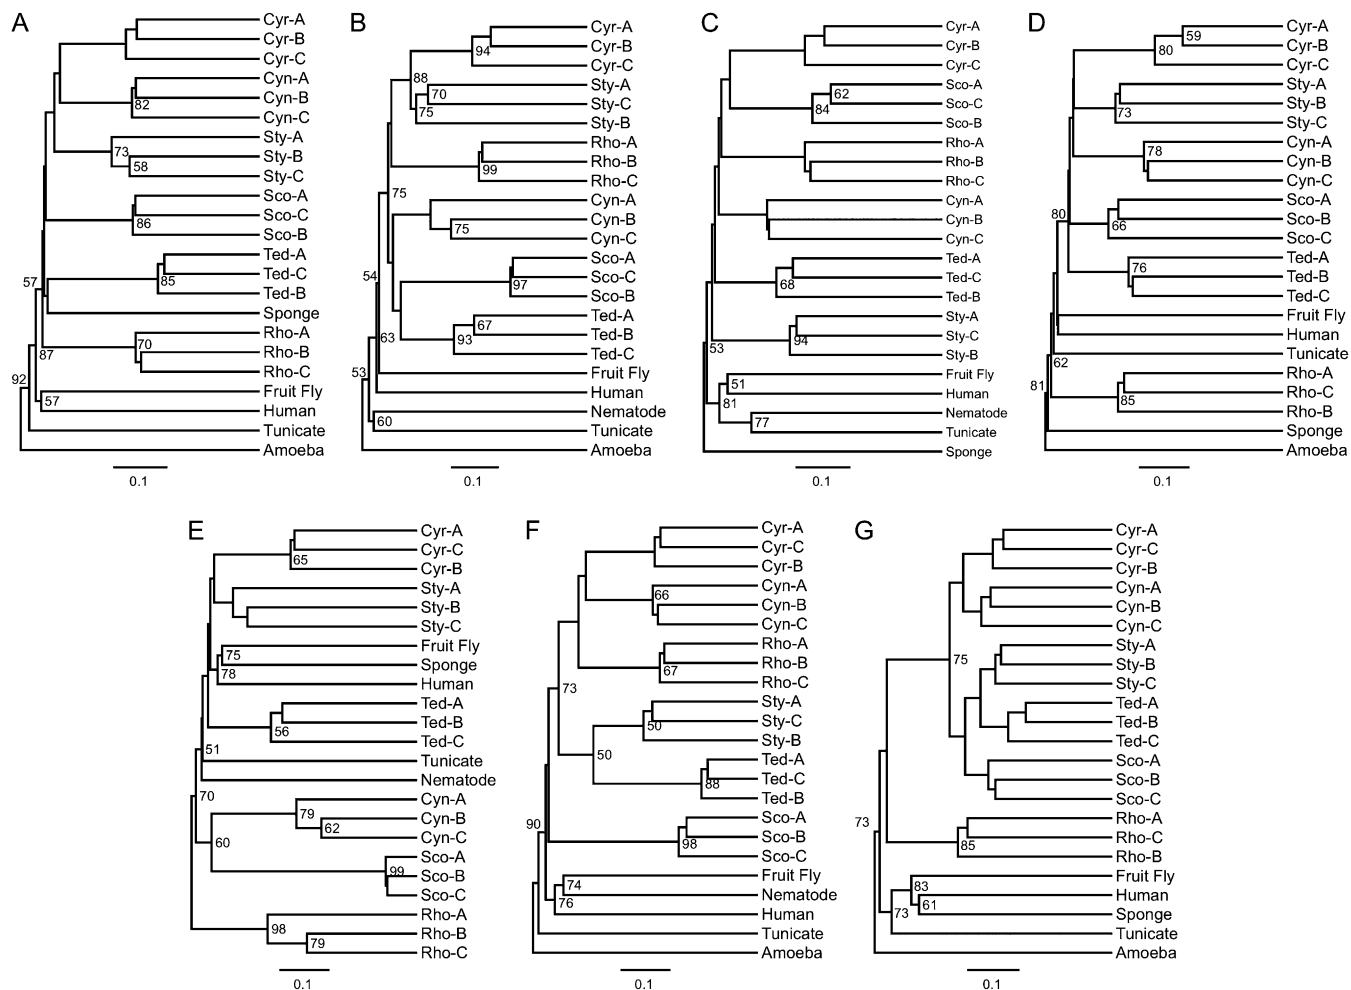 A
Cyr-A
Cyr-B
Cyr-C
Cyn-A
Cyn-B
82
Cyn-C
Sty-A
73
Sty-B
58
Sty-C
Sco-A
Sco-C
86
Sco-B
Ted-A
Ted-C
85
57
Ted-B
Sponge
Rho-A
70
87
Rho-B
Rho-C
92
Fruit Fly
57
Human
Tunicate
Amoeba
0.1
B
Cyr-A
94
Cyr-B
Cyr-C
88
Sty-A
70
Sty-C
75
Sty-B
Rho-A
Rho-B
99
Rho-C
75
Cyn-A
Cyn-B
75
Cyn-C
Sco-A
54
Sco-C
97
Sco-B
Ted-A
67
63
Ted-B
93
Ted-C
53
Fruit Fly
Human
Nematode
60
Tunicate
Amoeba
0.1
C
Cyr-A
Cyr-B
Cyr-C
Sco-A
62
Sco-C
84
Sco-B
Rho-A
Rho-B
Rho-C
Cyn-A
Cyn-B
Cyn-C
Ted-A
Ted-C
68
Ted-B
Sty-A
Sty-C
94
53
Sty-B
Fruit Fly
51
Human
81
Nematode
77
Tunicate
Sponge
0.1
D
Cyr-A
59
Cyr-B
80
Cyr-C
Sty-A
Sty-B
73
Sty-C
Cyn-A
78
Cyn-B
Cyn-C
Sco-A
80
Sco-B
66
Sco-C
Ted-A
76
Ted-B
Ted-C
Fruit Fly
Human
Tunicate
62
Rho-A
81
Rho-C
85
Rho-B
Sponge
Amoeba
0.1
E
Cyr-A
Cyr-C
65
Cyr-B
Sty-A
Sty-B
Sty-C
Fruit Fly
75
Sponge
78
Human
Ted-A
Ted-B
56
Ted-C
51
Tunicate
Nematode
70
Cyn-A
79
Cyn-B
62
Cyn-C
60
Sco-A
99
Sco-B
Sco-C
Rho-A
98
Rho-B
79
Rho-C
0.1
F
Cyr-A
Cyr-C
Cyr-B
Cyn-A
66
Cyn-B
Cyn-C
Rho-A
Rho-B
67
Rho-C
73
Sty-A
Sty-C
50
Sty-B
50
Ted-A
Ted-C
88
Ted-B
Sco-A
90
Sco-B
98
Sco-C
Fruit Fly
74
Nematode
76
Human
Tunicate
Amoeba
0.1
G
Cyr-A
Cyr-C
Cyr-B
Cyn-A
Cyn-B
Cyn-C
Sty-A
75
Sty-B
Sty-C
Ted-A
Ted-B
Ted-C
Sco-A
Sco-B
Sco-C
73
Rho-A
Rho-C
85
Rho-B
Fruit Fly
83
Human
61
73
Sponge
Tunicate
Amoeba
0.1